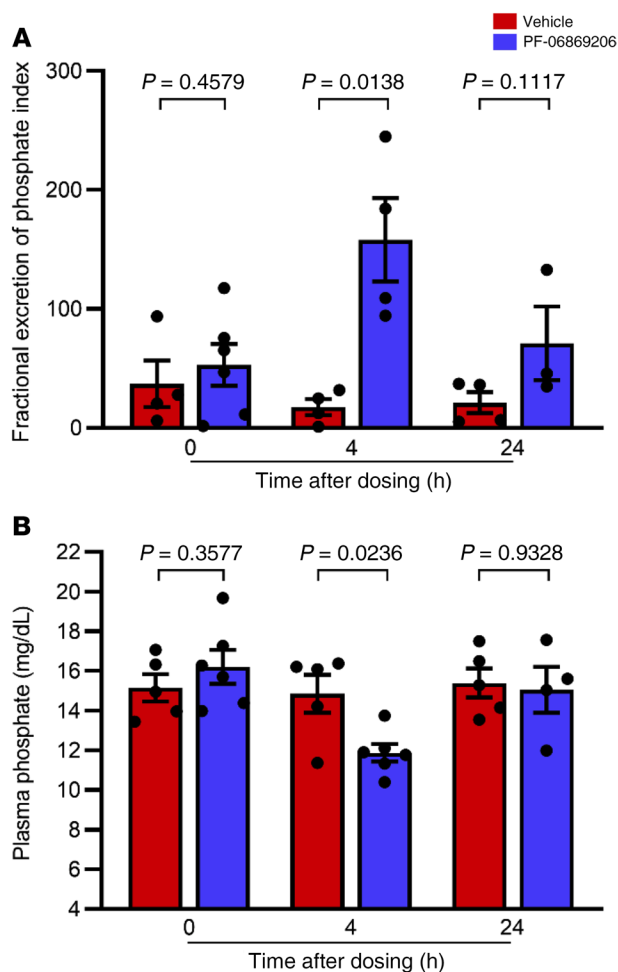 Vehicle
PF-06869206
A
Fractional excretion of phosphate index
300
200
100
0
P = 0.4579
P = 0.0138
P = 0.1117
0
4
24
Time after dosing (h)
B
Plasma phosphate (mg/dL)
22
20
18
16
14
12
10
8
6
4
P = 0.3577
P = 0.0236
P = 0.9328
0
4
24
Time after dosing (h)